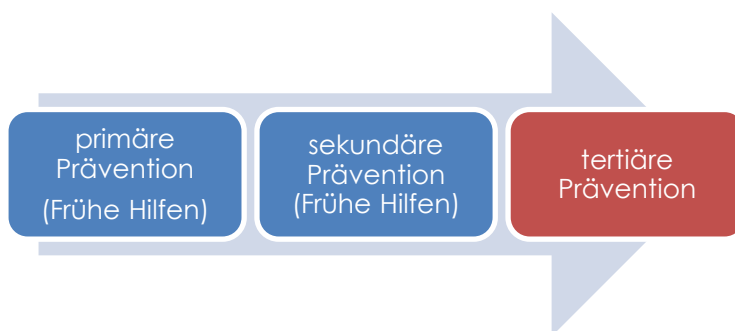 primäre
Prävention
(Frühe Hilfen)
sekundäre
Prävention
(Frühe Hilfen)
tertiäre
Prävention